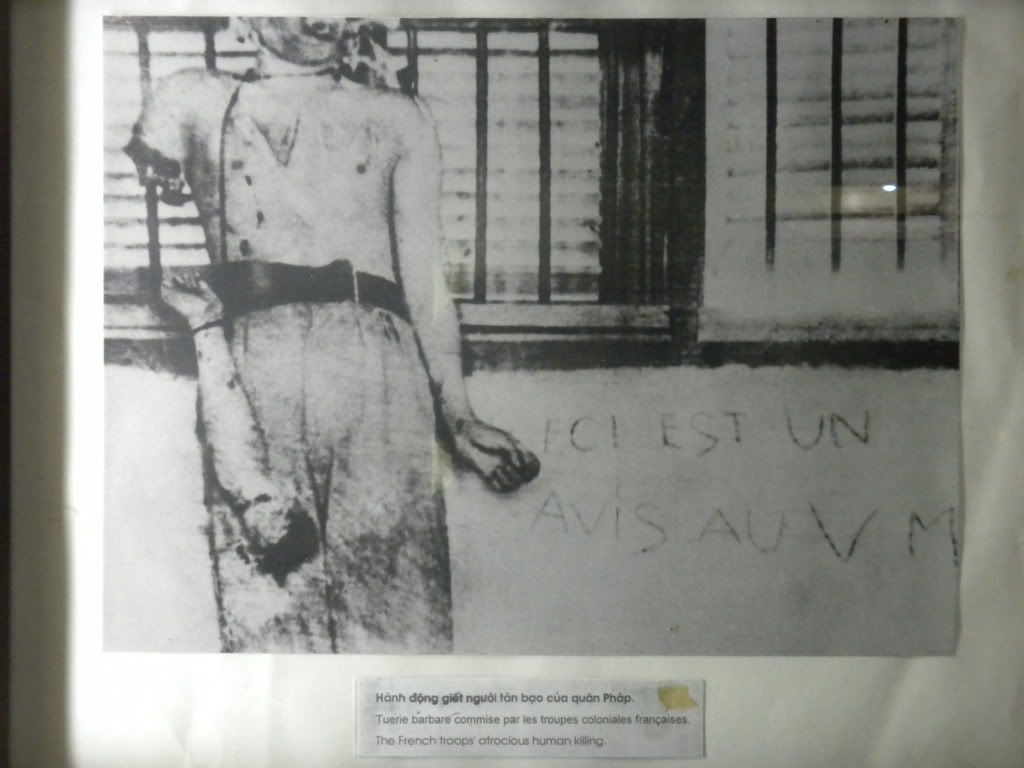 ICI EST UN
AVIS AU V M
Hành động giết người tàn bạo của quân Pháp.
Tuerie barbare commise par les troupes coloniales françaises.
The French troops' atrocious human killing.